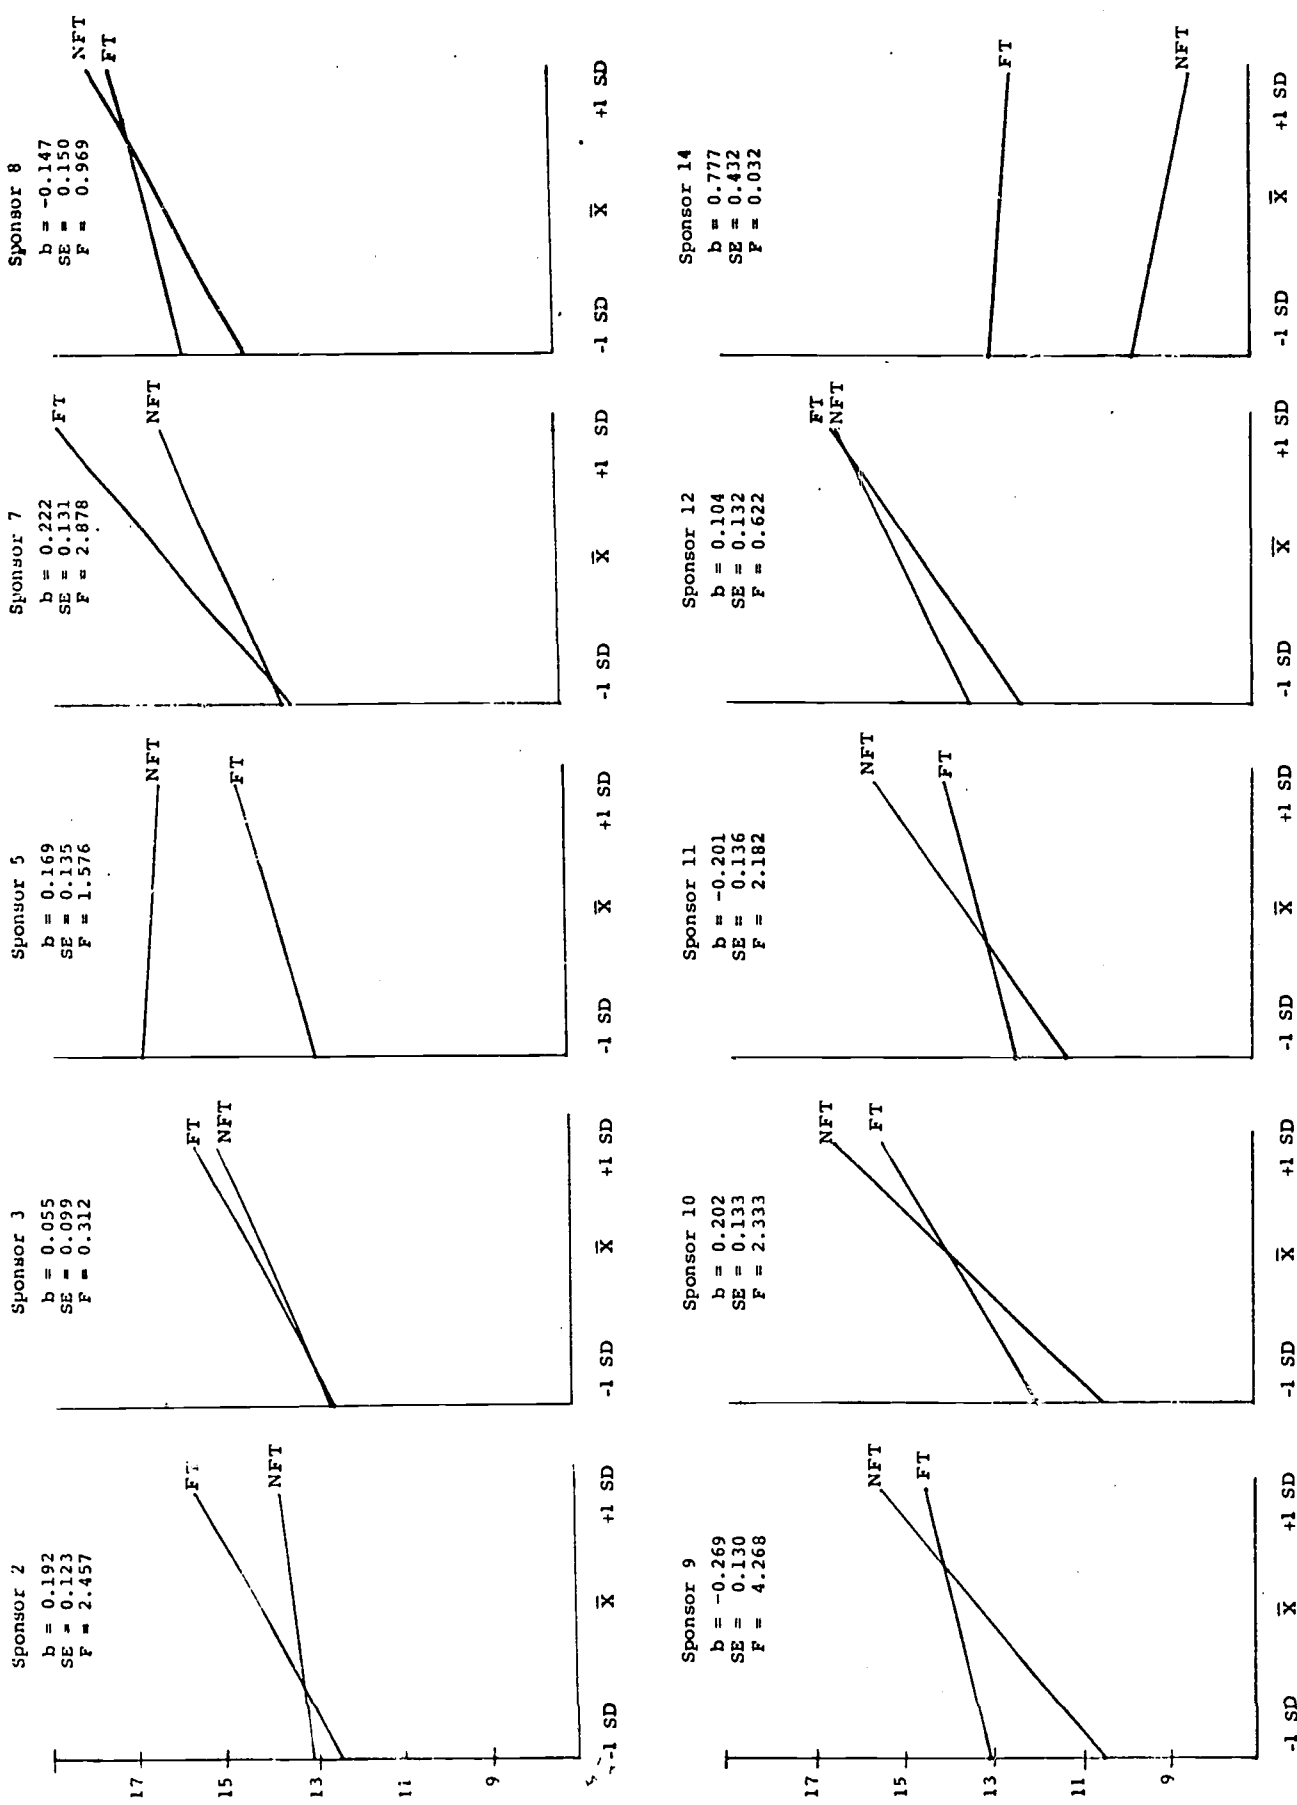 Sponsor 2
b = 0.192
SE = 0.123
F = 2.457
FT
NFT
17
15
13
11
9
-1 SD
X̄
+1 SD
Sponsor 3
b = 0.055
SE = 0.099
F = 0.312
FT
NFT
-1 SD
X̄
+1 SD
Sponsor 5
b = 0.169
SE = 0.135
F = 1.576
NFT
FT
-1 SD
X̄
+1 SD
Sponsor 7
b = 0.222
SE = 0.131
F = 2.878
FT
NFT
-1 SD
X̄
+1 SD
Sponsor 8
b = -0.147
SE = 0.150
F = 0.969
NFT
FT
-1 SD
X̄
+1 SD
Sponsor 9
b = -0.269
SE = 0.130
F = 4.268
NFT
FT
17
15
13
11
9
-1 SD
X̄
+1 SD
Sponsor 10
b = 0.202
SE = 0.133
F = 2.333
NFT
FT
-1 SD
X̄
+1 SD
Sponsor 11
b = -0.201
SE = 0.136
F = 2.182
NFT
FT
-1 SD
X̄
+1 SD
Sponsor 12
b = 0.104
SE = 0.132
F = 0.622
FT
NFT
-1 SD
X̄
+1 SD
Sponsor 14
b = 0.777
SE = 0.432
F = 0.032
FT
NFT
-1 SD
X̄
+1 SD